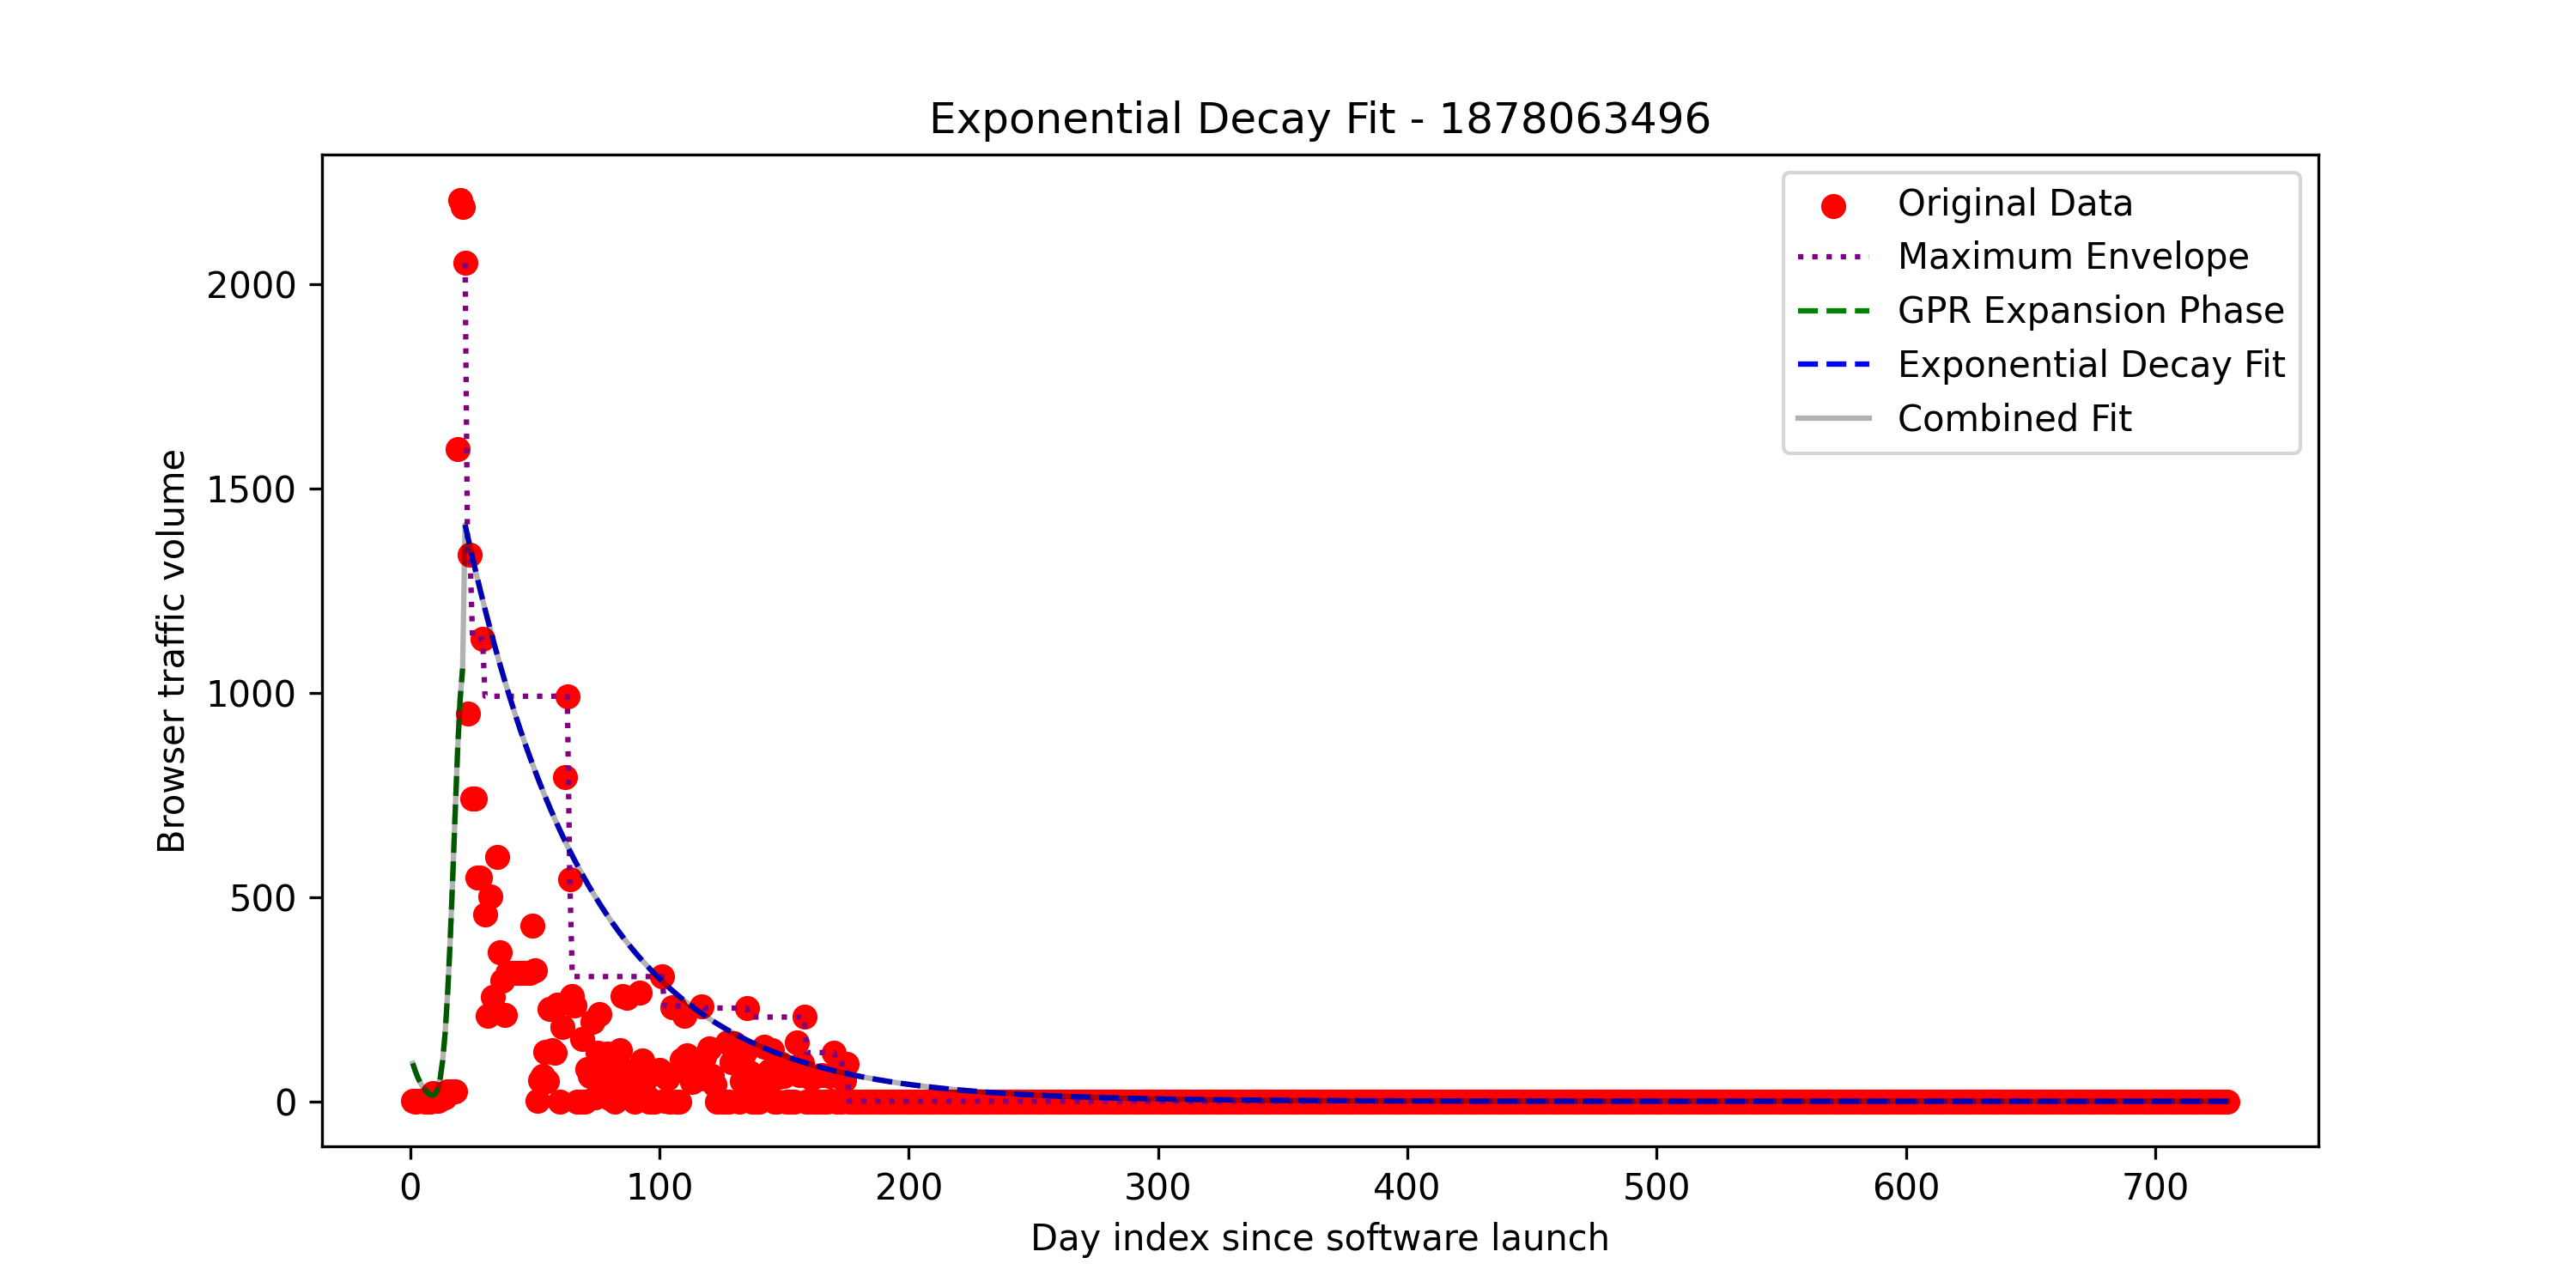 Exponential Decay Fit - 1878063496
Original Data
Maximum Envelope
GPR Expansion Phase
Exponential Decay Fit
Combined Fit
Browser traffic volume
2000
1500
1000
500
0
0 100 200 300 400 500 600 700
Day index since software launch